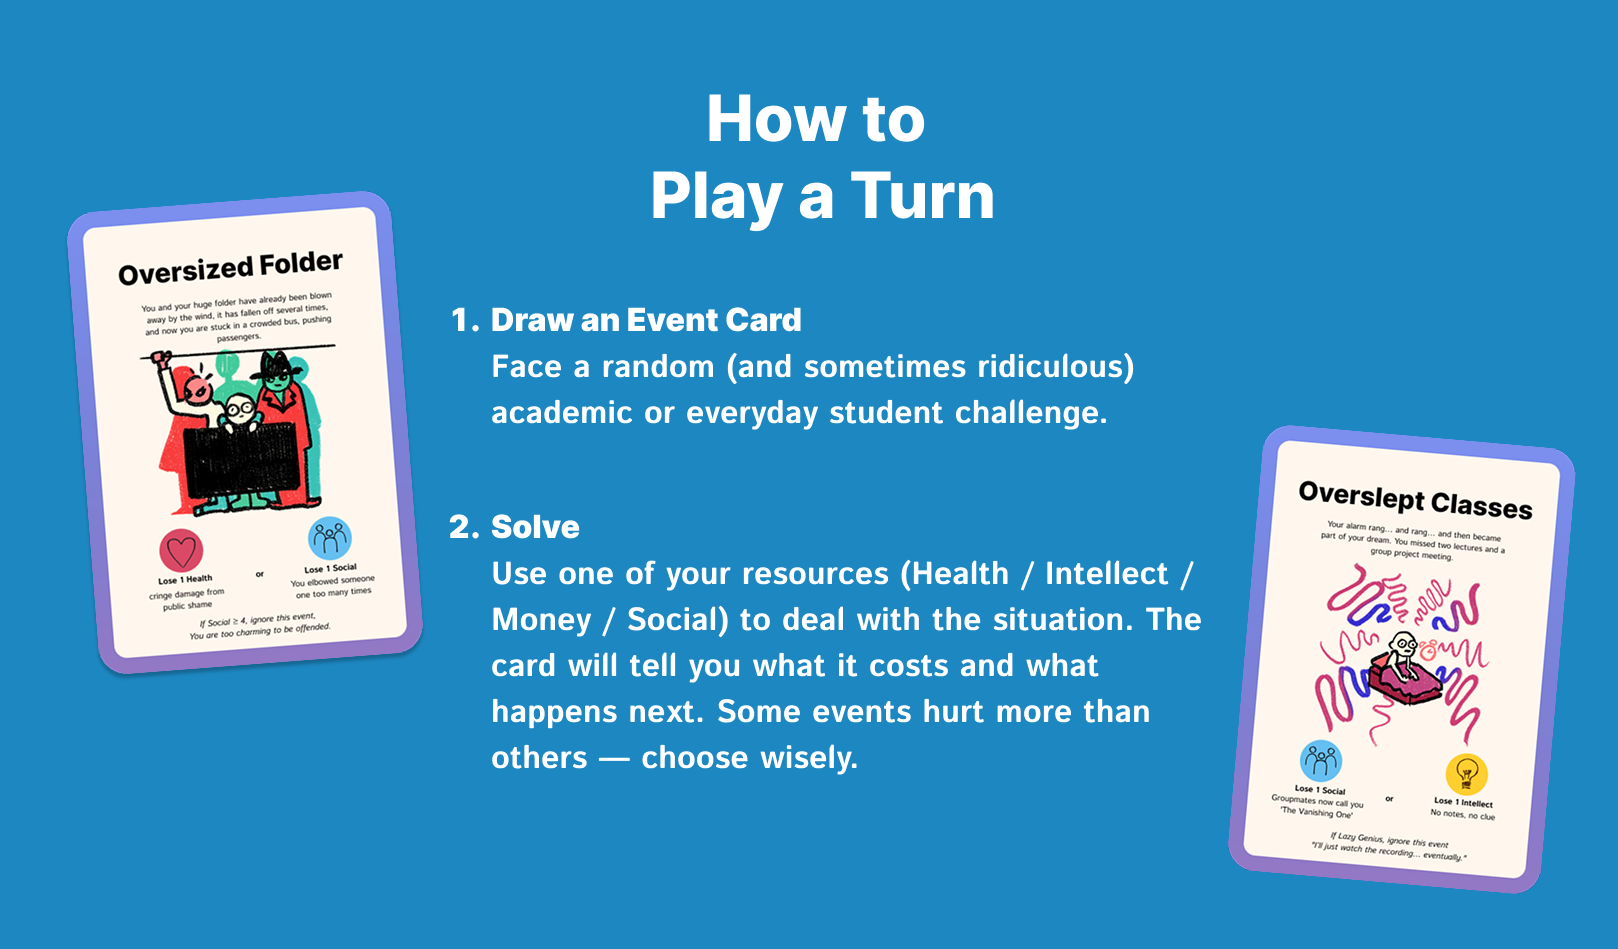 How to
Play a Turn
Oversized Folder
You and your huge folder have already been blown
away by the wind, it has fallen off several times,
and now you are stuck in a crowded bus, pushing
passengers.
Lose 1 Health
cringe damage from
public shame
or
Lose 1 Social
You elbowed someone
one too many times
If Social ≥ 4, ignore this event,
You are too charming to be offended.
1. Draw an Event Card
Face a random (and sometimes ridiculous)
academic or everyday student challenge.
2. Solve
Use one of your resources (Health / Intellect /
Money / Social) to deal with the situation. The
card will tell you what it costs and what
happens next. Some events hurt more than
others — choose wisely.
Overslept Classes
Your alarm rang... and rang... and then became
part of your dream. You missed two lectures and a
group project meeting.
Lose 1 Social
Groupmates now call you
'The Vanishing One'
or
Lose 1 Intellect
No notes, no clue
If Lazy Genius, ignore this event
"I'll just watch the recording... eventually."